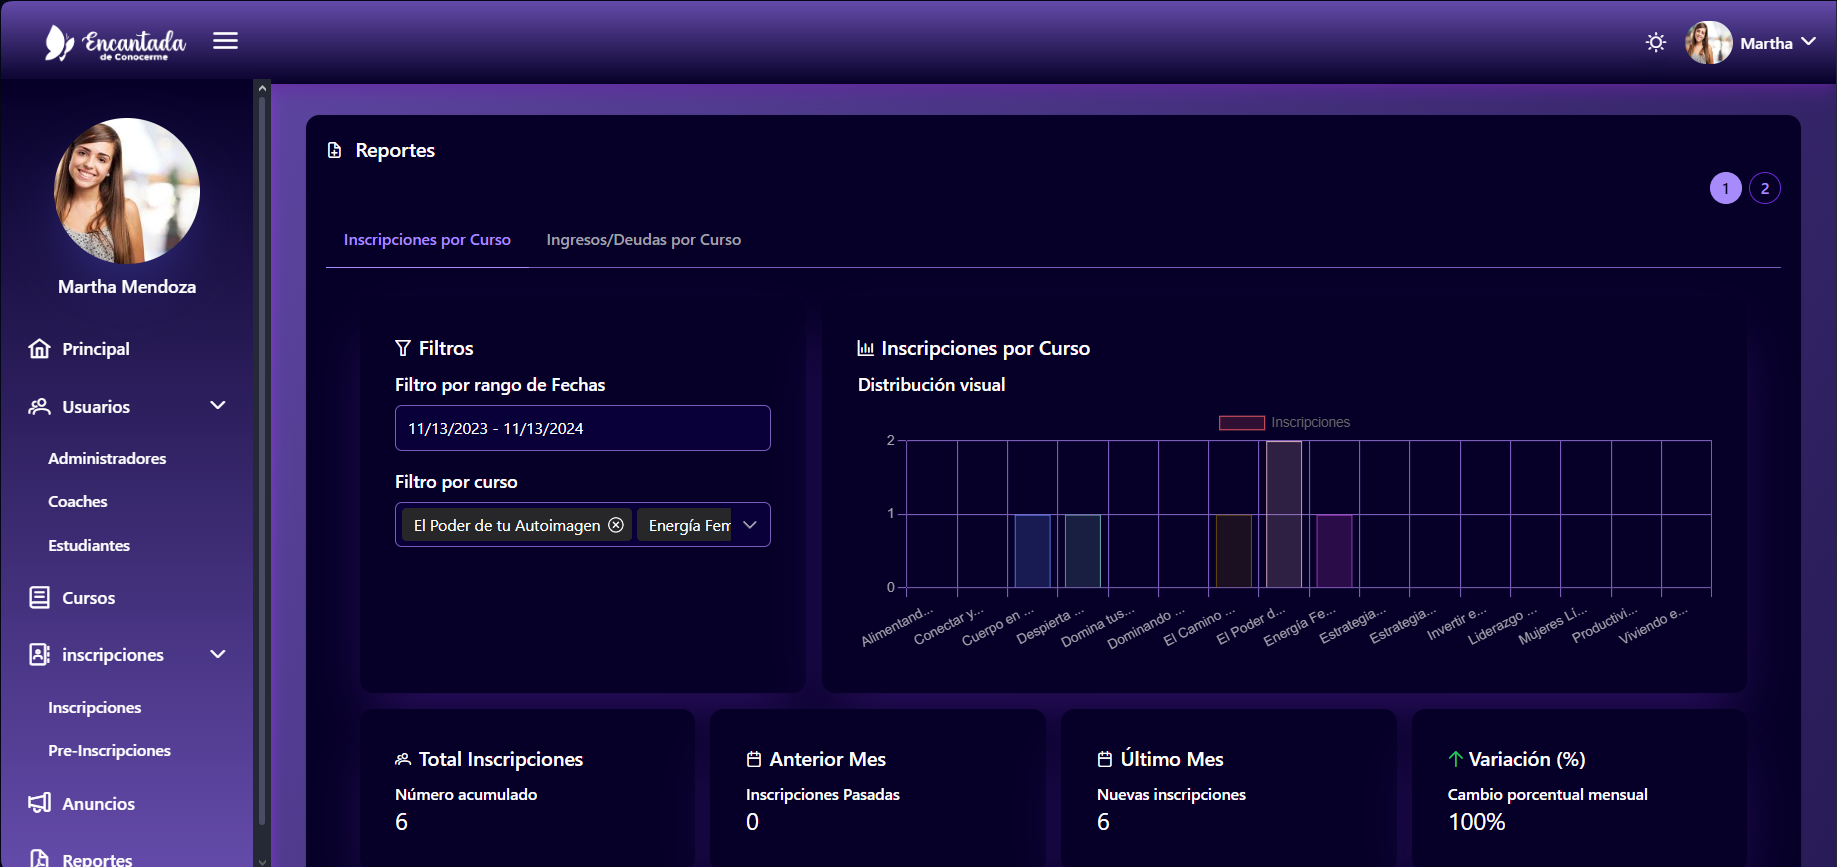 Encantada
de Conocerme
Martha
Martha Mendoza
Principal
Usuarios
Administradores
Coaches
Estudiantes
Cursos
inscripciones
Inscripciones
Pre-Inscripciones
Anuncios
Reportes
Reportes
1 2
Inscripciones por Curso Ingresos/Deudas por Curso
Filtros
Filtro por rango de Fechas
11/13/2023 - 11/13/2024
Filtro por curso
El Poder de tu Autoimagen Energía Fem
Inscripciones por Curso
Distribución visual
Inscripciones
2
1
0
Alimentand... Conectar y... Cuerpo en ... Despierta ... Domina tus... Dominando ... El Camino ... El Poder d... Energía Fe... Estrategia... Estrategia... Invertir e... Liderazgo ... Mujeres Lí... Productivi... Viviendo e...
Total Inscripciones
Número acumulado
6
Anterior Mes
Inscripciones Pasadas
0
Último Mes
Nuevas inscripciones
6
Variación (%)
Cambio porcentual mensual
100%